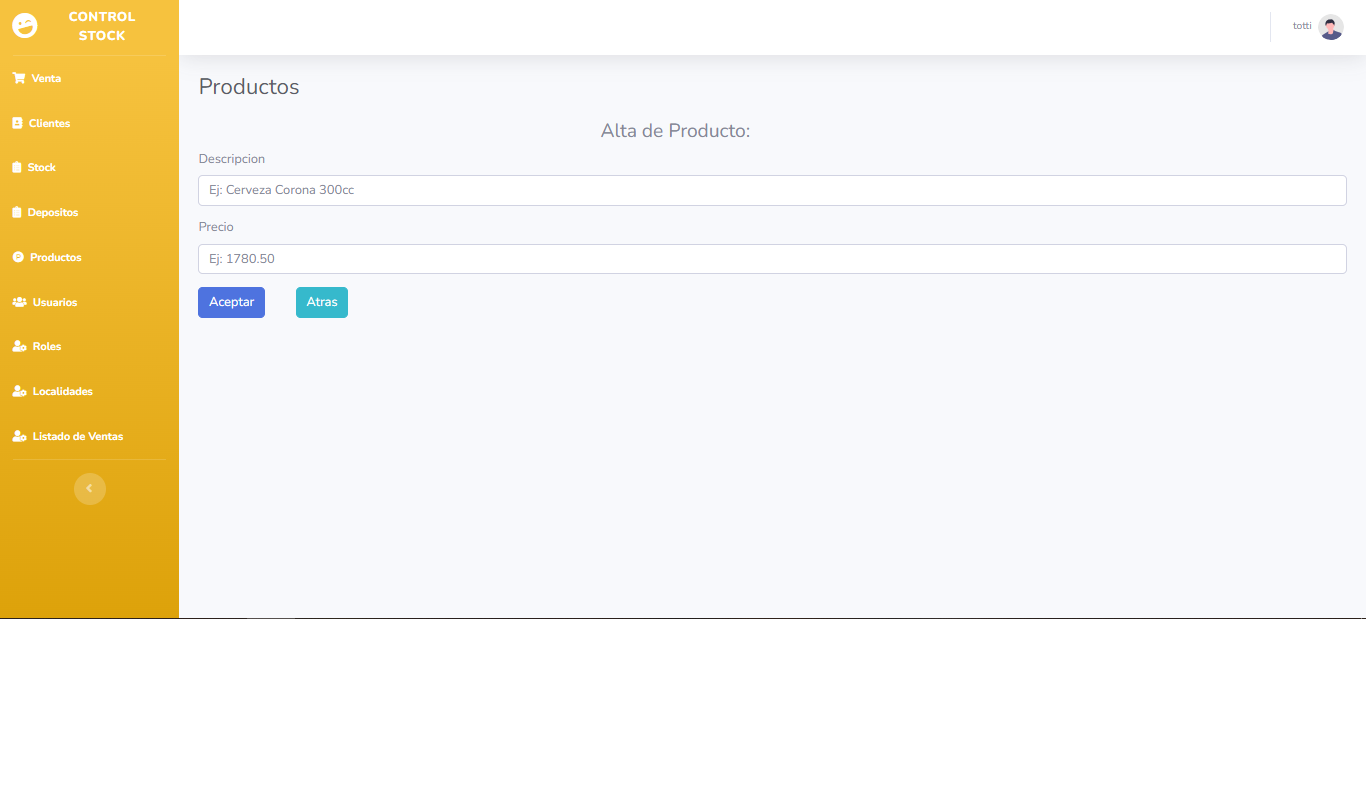 CONTROL
STOCK
totti
Venta
Clientes
Stock
Depositos
Productos
Usuarios
Roles
Localidades
Listado de Ventas
Productos
Alta de Producto:
Descripcion
Ej: Cerveza Corona 300cc
Precio
Ej: 1780.50
Aceptar
Atras